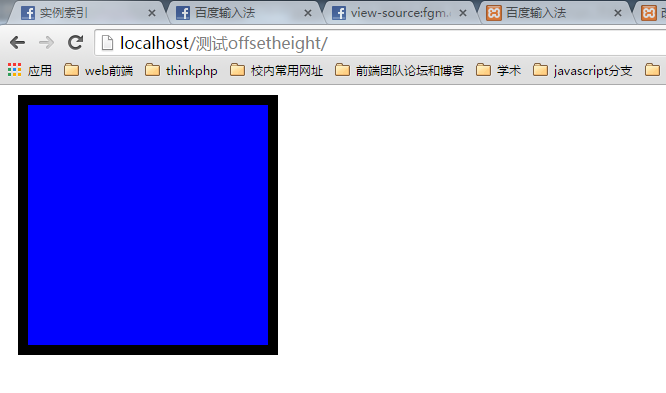 实例索引 百度输入法 view-source:fgm. 百度输入法
localhost/测试offsetheight/
应用 web前端 thinkphp 校内常用网址 前端团队论坛和博客 学术 javascript分支